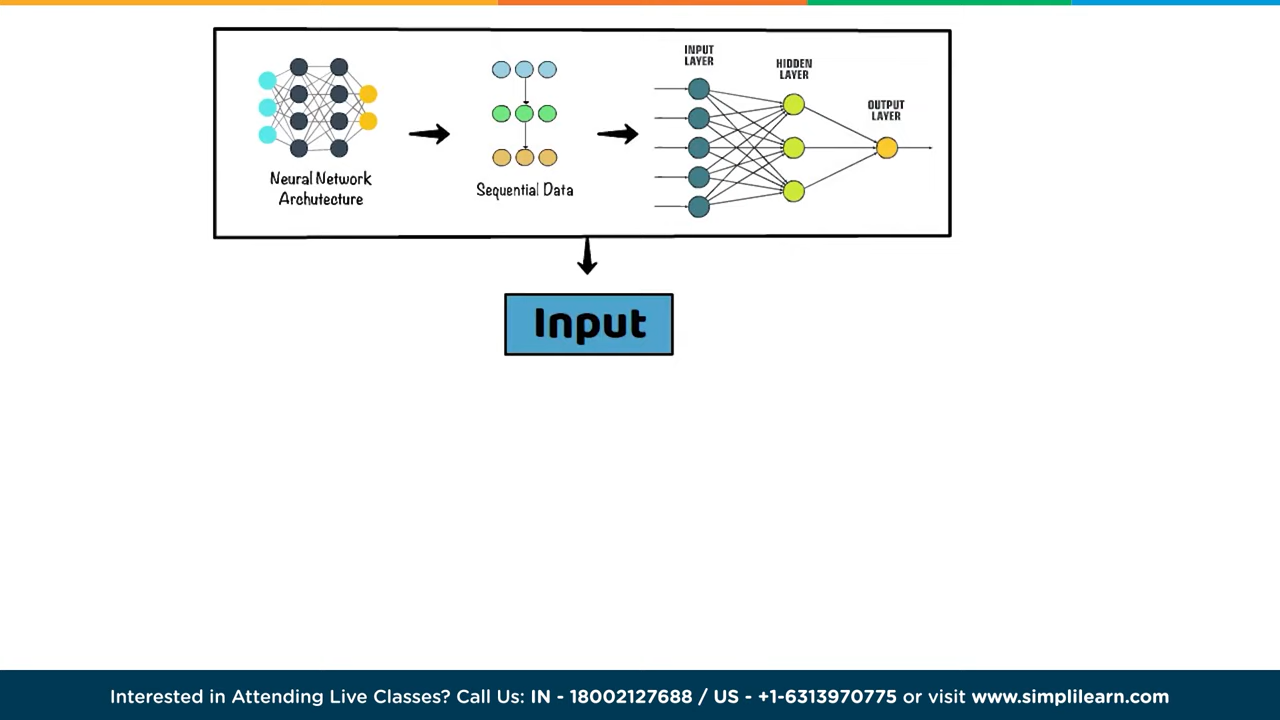 INPUT
LAYER
HIDDEN
LAYER
OUTPUT
LAYER
Neural Network
Archutecture
Sequential Data
Input
Interested in Attending Live Classes? Call Us: IN - 18002127688 / US - +1-6313970775 or visit www.simplilearn.com